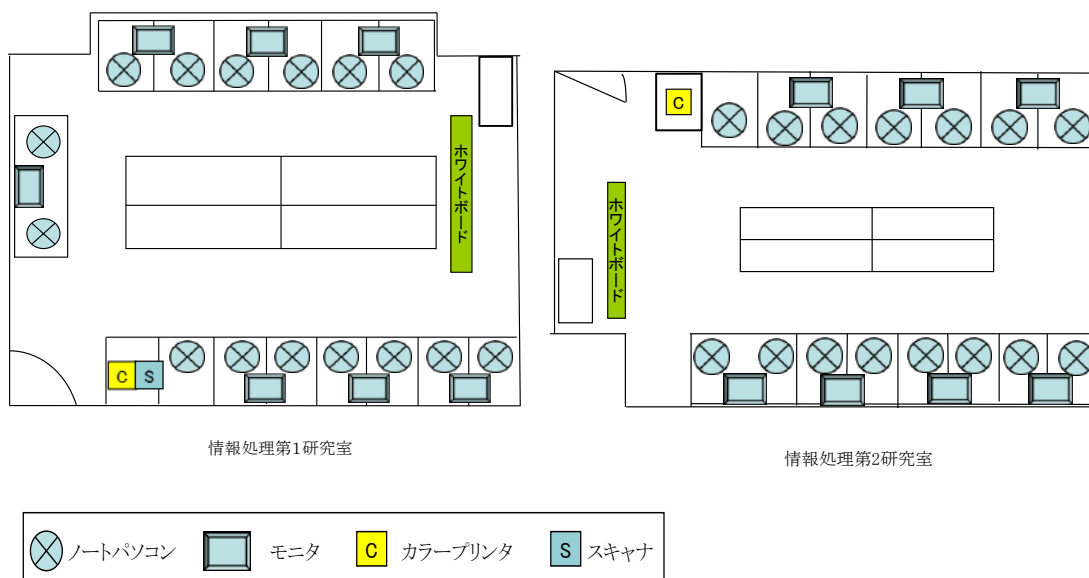 C
ホワイトボード
ホワイトボード
C S
情報処理第1研究室
情報処理第2研究室
ノートパソコン モニタ C カラープリンタ S スキャナ